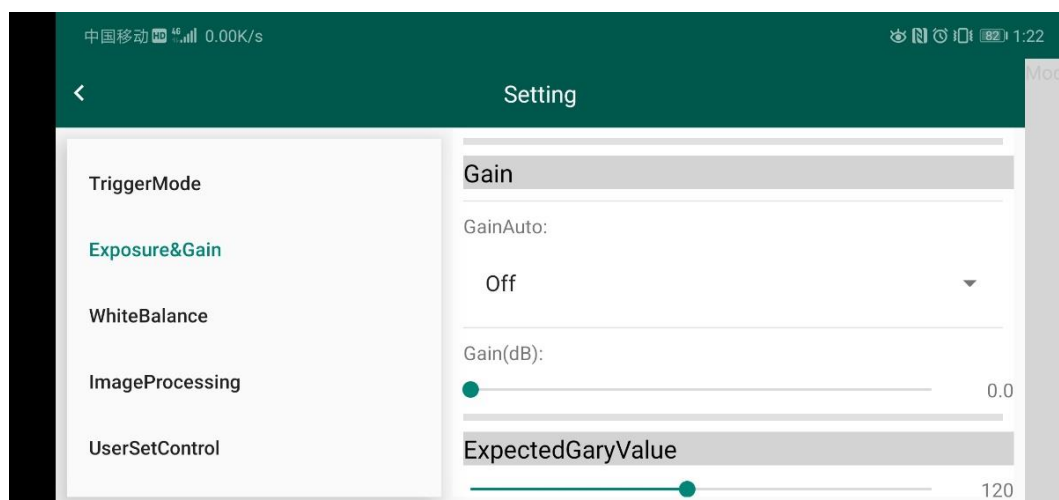 中国移动 HD 4G 0.00K/s
82 1:22
Setting
TriggerMode
Exposure&Gain
WhiteBalance
ImageProcessing
UserSetControl
Gain
GainAuto:
Off
Gain(dB):
0.0
ExpectedGaryValue
120